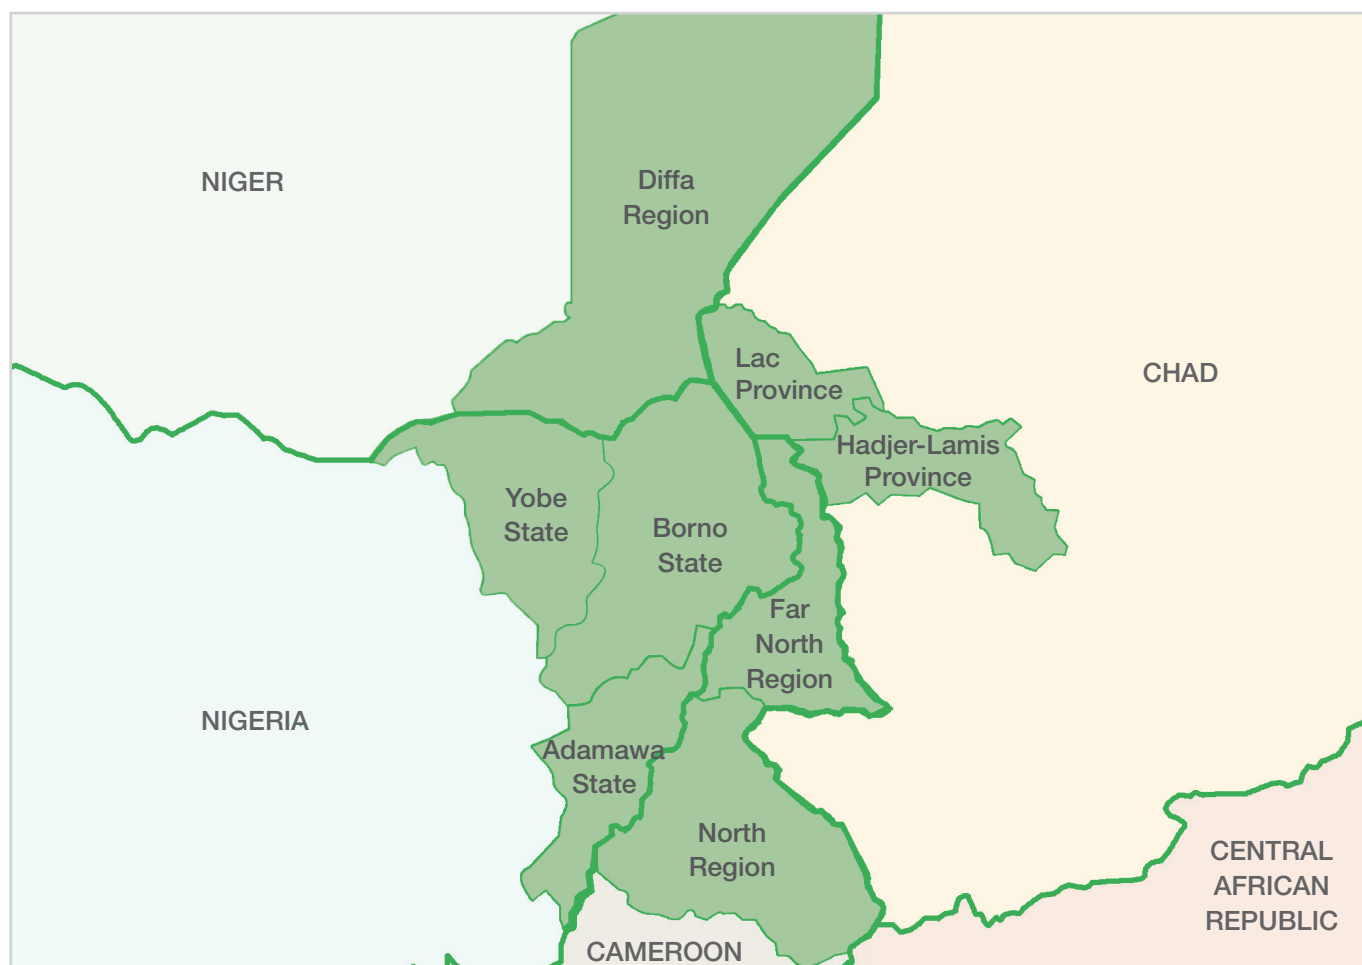 NIGER
Diffa
Region
Lac
Province
CHAD
Hadjer-Lamis
Province
Yobe
State
Borno
State
Far
North
Region
NIGERIA
Adamawa
State
North
Region
CENTRAL
AFRICAN
REPUBLIC
CAMEROON